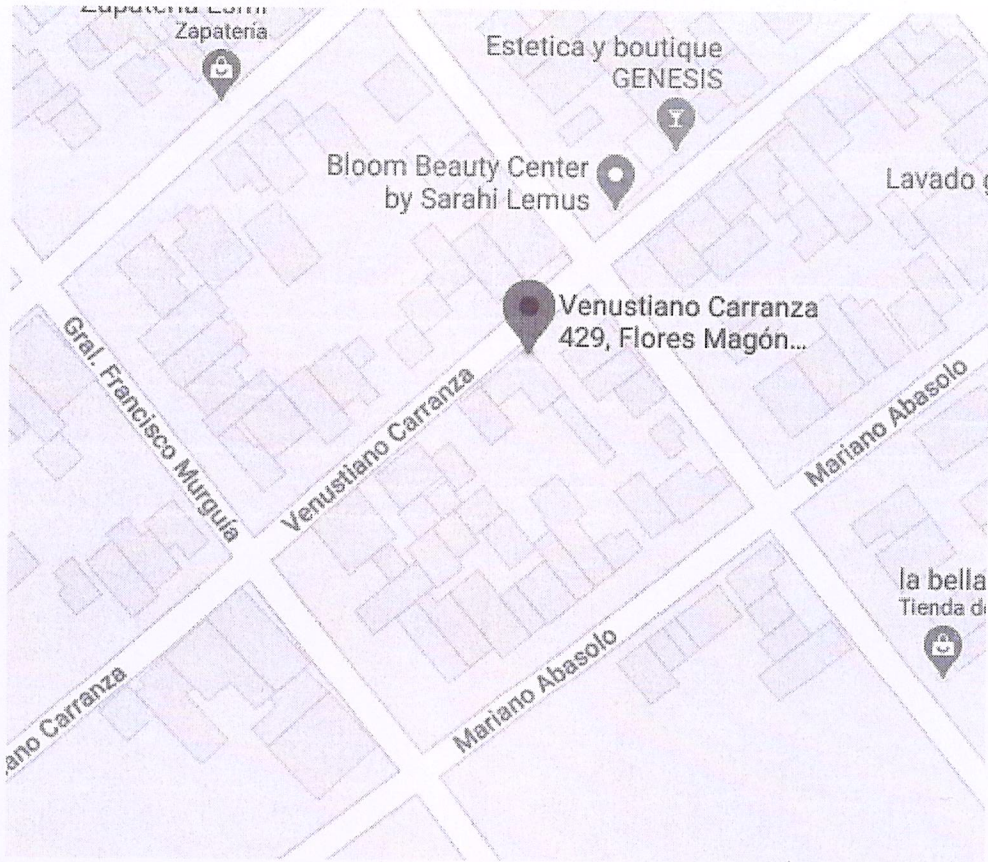 Zapatería
Estetica y boutique
GENESIS
Bloom Beauty Center
by Sarahi Lemus
Lavado
Venustiano Carranza
429, Flores Magón...
Gral. Francisco Murguía
Venustiano Carranza
Mariano Abasolo
la bella
Tienda
Mariano Abasolo
ano Carranza